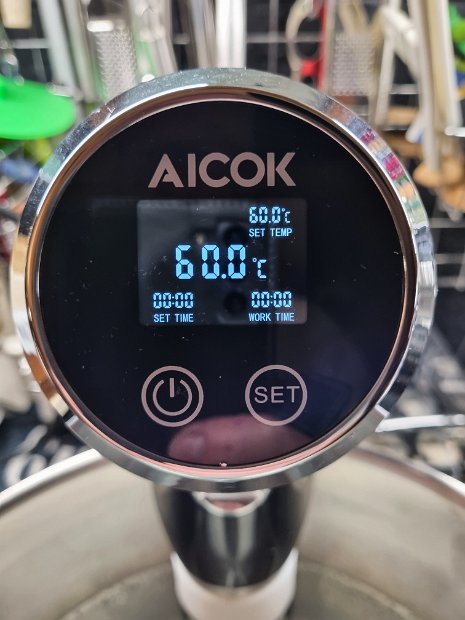 AICOK
60.0℃
SET TEMP
60.0℃
00:00 00:00
SET TIME WORK TIME
SET